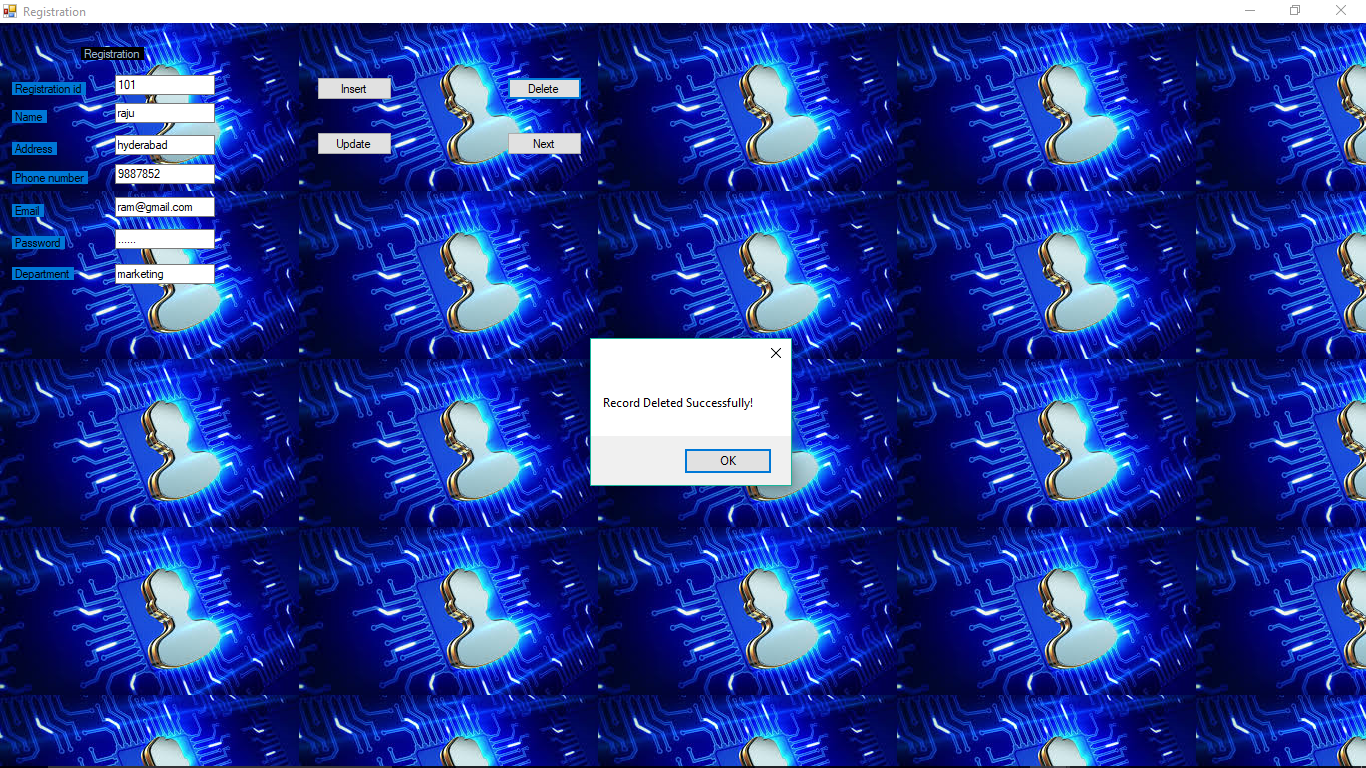 Registration
Registration
Registration id 101
Insert Delete
Name raju
Address hyderabad
Update Next
Phone number 9887852
Email ram@gmail.com
Password ......
Department marketing
Record Deleted Successfully!
OK